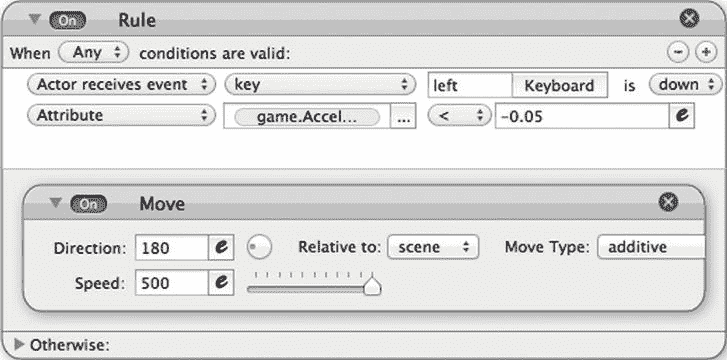 On Rule
When Any conditions are valid:
Actor receives event key left Keyboard is down
Attribute game.Accel... ... < -0.05 e
On Move
Direction: 180 e Relative to: scene Move Type: additive
Speed: 500 e
Otherwise: